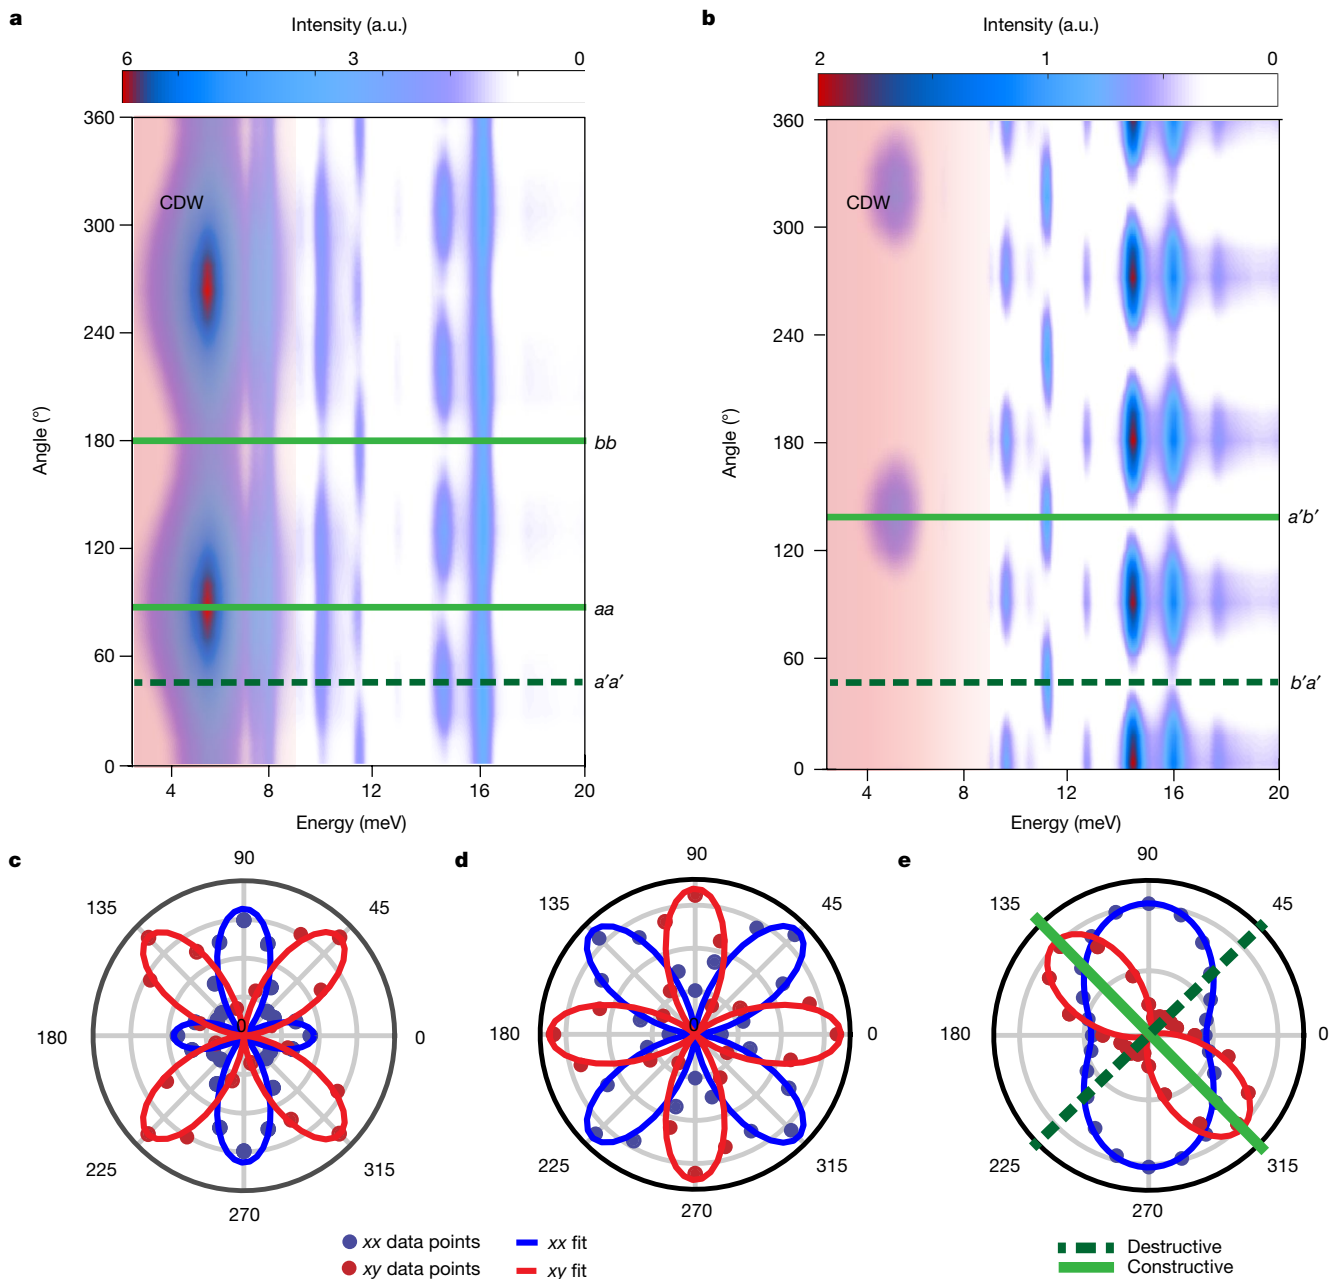 a
Intensity (a.u.)
6 3 0
360
300
240
180
120
60
0
Angle (°)
CDW
bb
aa
a′a′
4 8 12 16 20
Energy (meV)
b
Intensity (a.u.)
2 1 0
360
300
240
180
120
60
0
Angle (°)
CDW
a′b′
b′a′
4 8 12 16 20
Energy (meV)
c
90
135 45
180 0 0
225 315
270
d
90
135 45
180 0 0
225 315
270
e
90
135 45
180 0
225 315
270
xx data points xx fit
xy data points xy fit
Destructive
Constructive